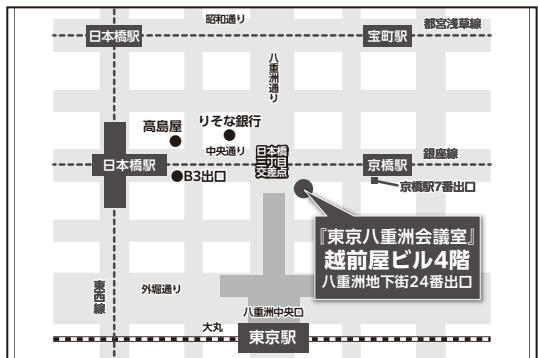 昭和通り
都宮浅草線
日本橋駅
宝町駅
八重洲通り
高島屋
りそな銀行
中央通り
日本橋
三丁目
交差点
銀座線
日本橋駅
京橋駅
B3出口
京橋駅7番出口
『東京八重洲会議室』
越前屋ビル4階
八重洲地下街24番出口
東西線
外堀通り
八重洲中央口
大丸
東京駅